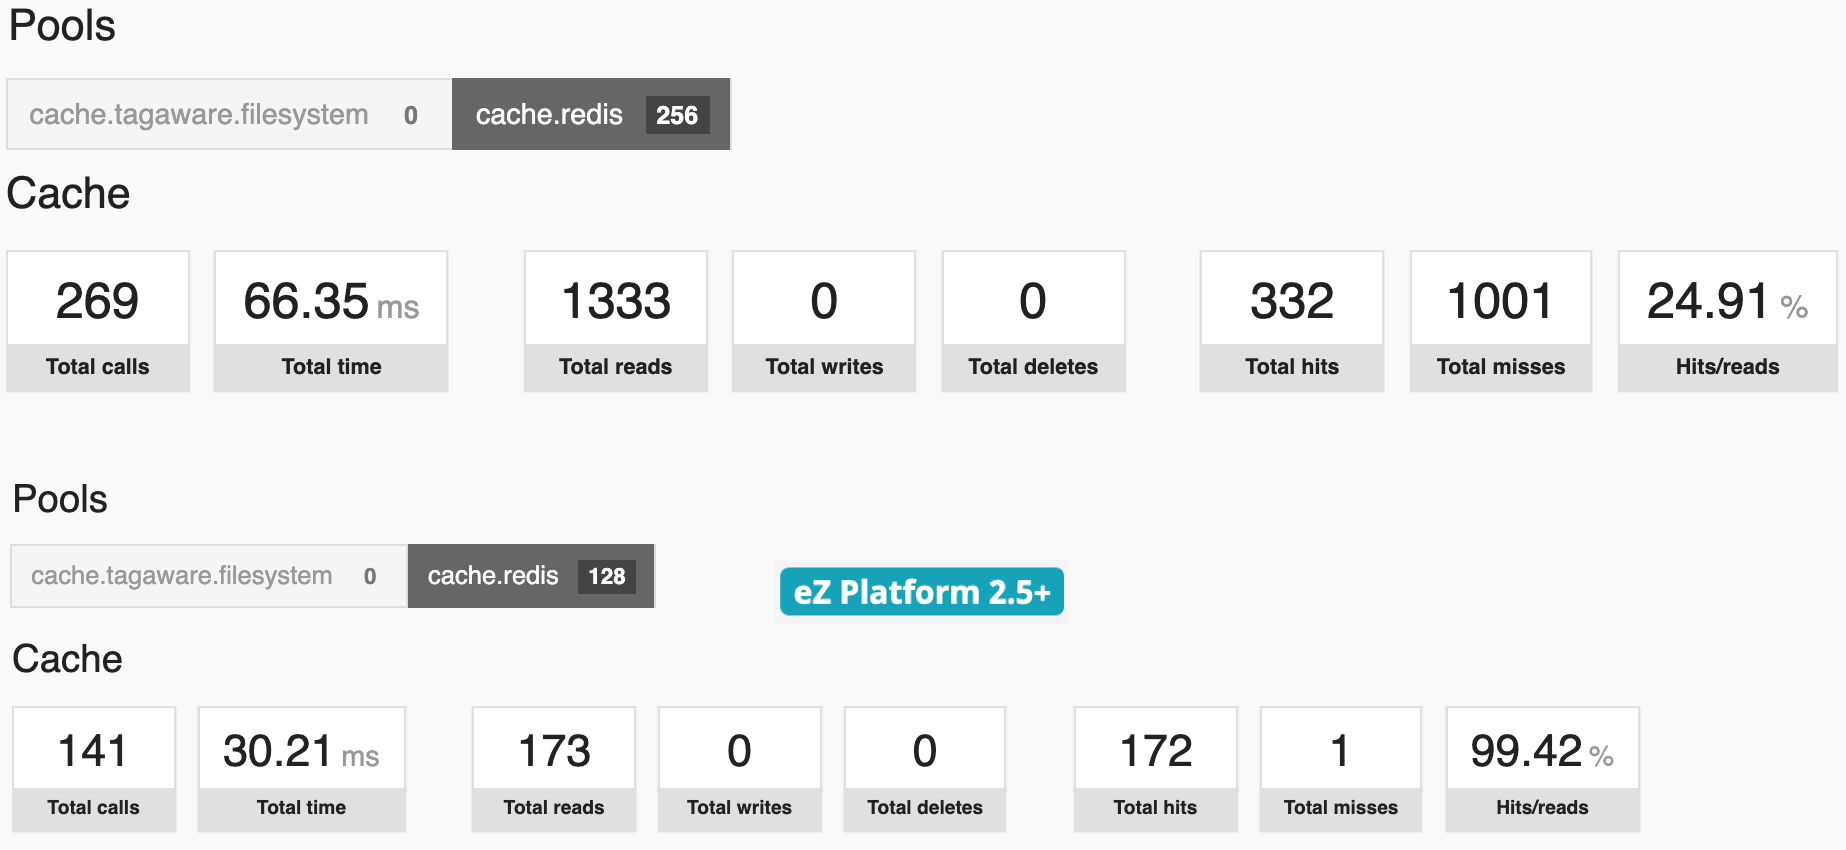 Pools
cache.tagaware.filesystem 0 cache.redis 256
Cache
269 66.35 ms 1333 0 0 332 1001 24.91 %
Total calls Total time Total reads Total writes Total deletes Total hits Total misses Hits/reads
Pools
cache.tagaware.filesystem 0 cache.redis 128
eZ Platform 2.5+
Cache
141 30.21 ms 173 0 0 172 1 99.42 %
Total calls Total time Total reads Total writes Total deletes Total hits Total misses Hits/reads